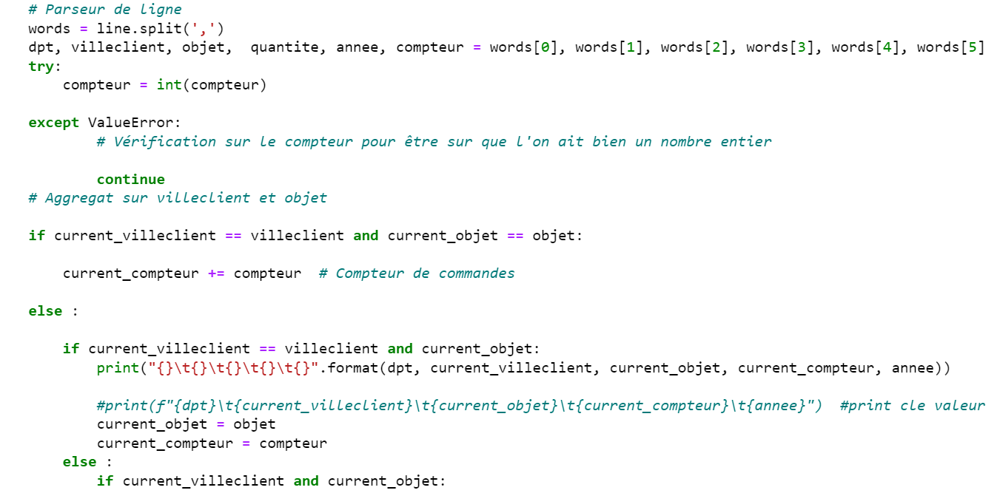 # Parseur de ligne
words = line.split(',')
dpt, villeclient, objet,  quantite, annee, compteur = words[0], words[1], words[2], words[3], words[4], words[5]
try:
    compteur = int(compteur)
except ValueError:
        # Vérification sur le compteur pour être sur que l'on ait bien un nombre entier
        continue
# Aggregat sur villeclient et objet
if current_villeclient == villeclient and current_objet == objet:
    current_compteur += compteur  # Compteur de commandes
else :
    if current_villeclient == villeclient and current_objet:
        print("{}\t{}\t{}\t{}\t{}".format(dpt, current_villeclient, current_objet, current_compteur, annee))
        #print(f"{dpt}\t{current_villeclient}\t{current_objet}\t{current_compteur}\t{annee}")  #print cle valeur
        current_objet = objet
        current_compteur = compteur
    else :
        if current_villeclient and current_objet: